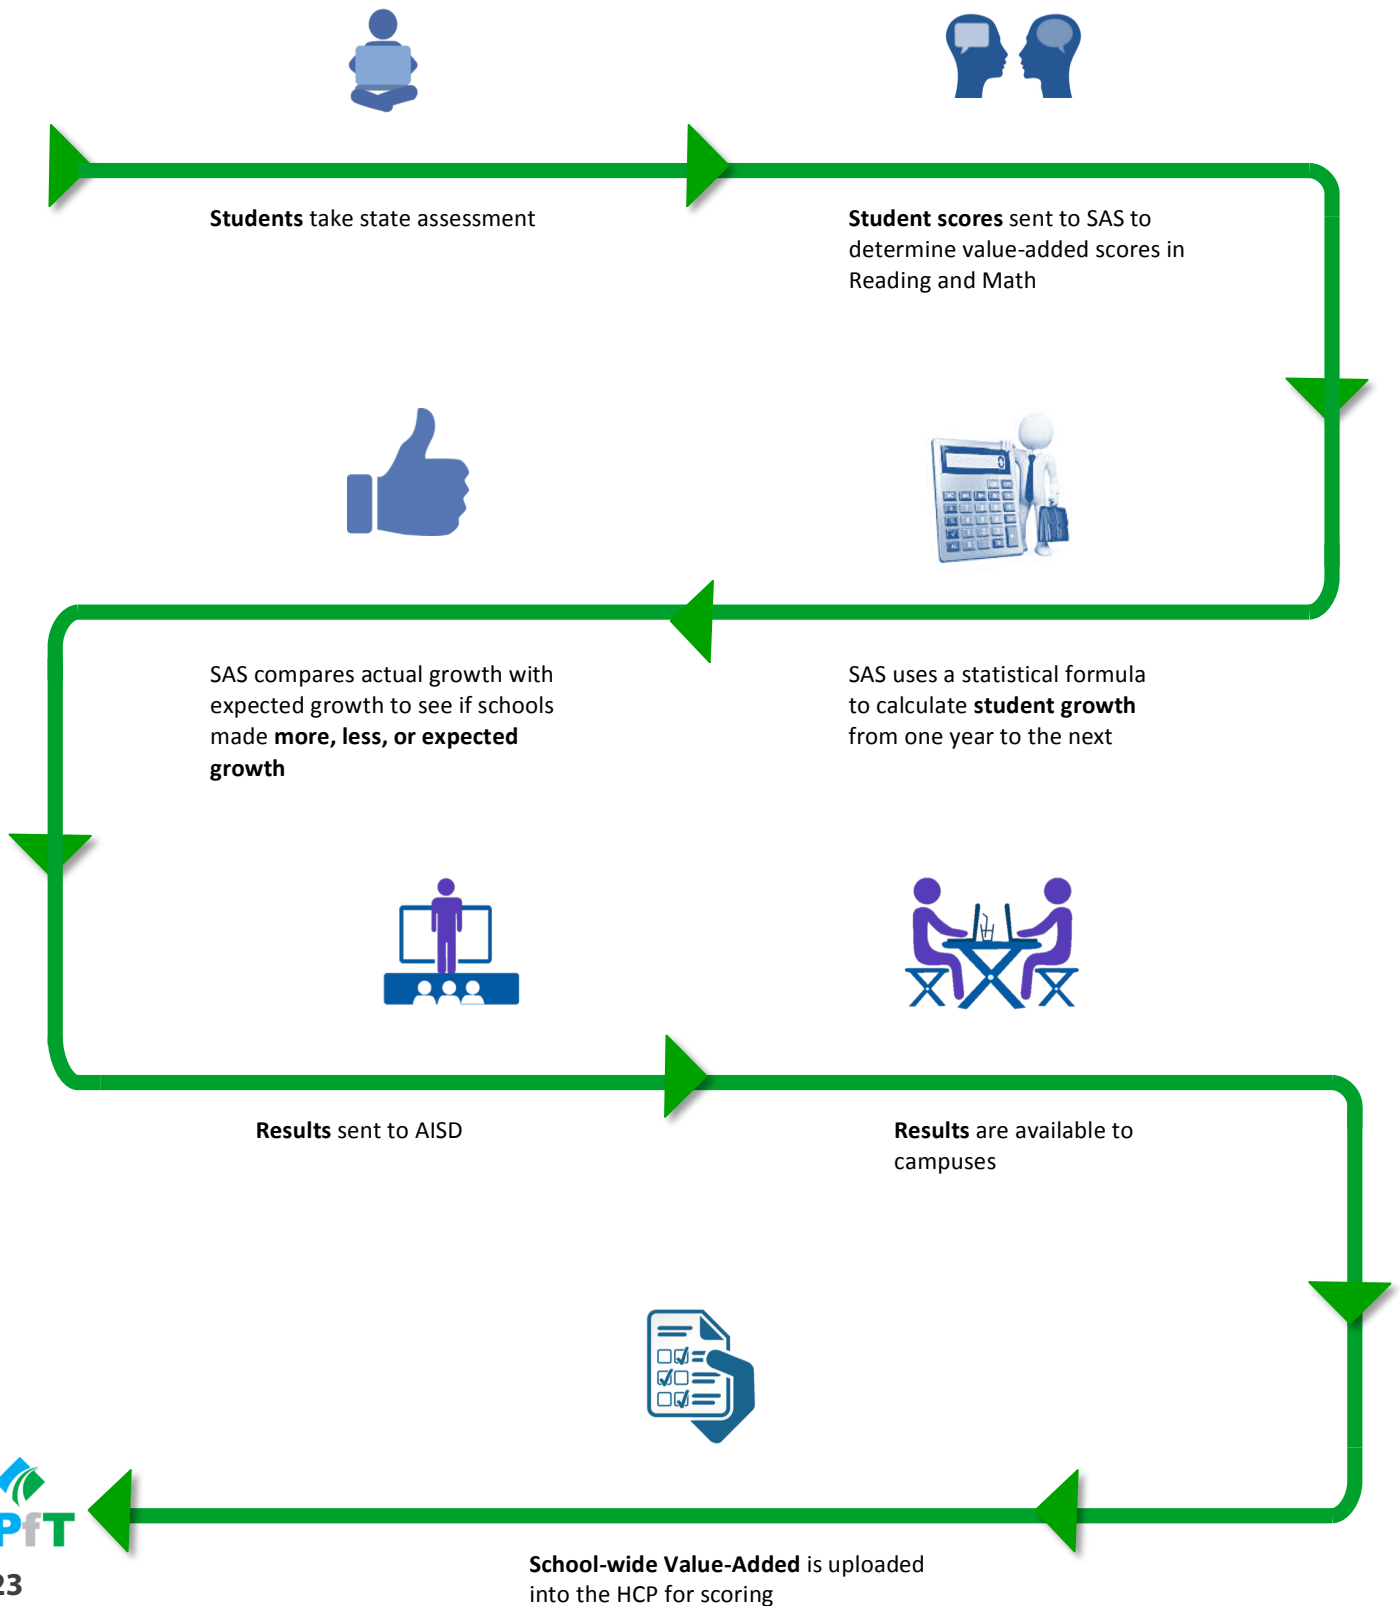 Students take state assessment
Student scores sent to SAS to
determine value-added scores in
Reading and Math
SAS uses a statistical formula
to calculate student growth
from one year to the next
SAS compares actual growth with
expected growth to see if schools
made more, less, or expected
growth
Results sent to AISD
Results are available to
campuses
School-wide Value-Added is uploaded
into the HCP for scoring
PfT
23